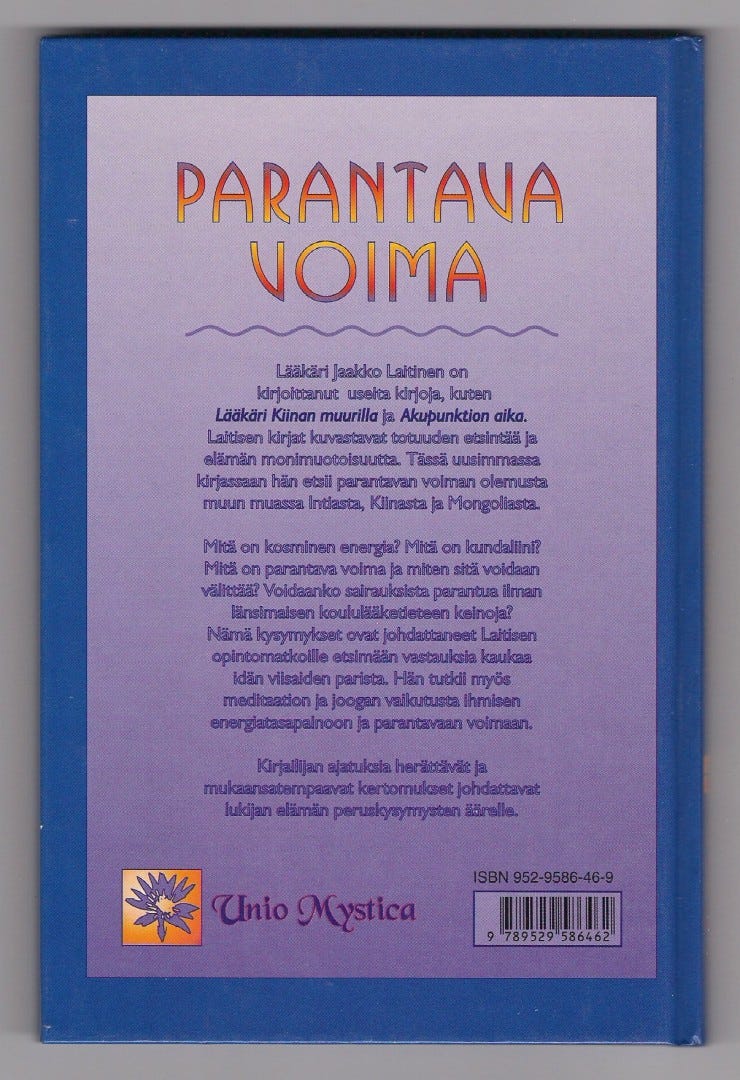 PARANTAVA
VOIMA
Lääkäri Jaakko Laitinen on
kirjoittanut useita kirjoja, kuten
Lääkäri Kiinan muurilla ja Akupunktion aika.
Laitisen kirjat kuvastavat totuuden etsintää ja
elämän monimuotoisuutta. Tässä uusimmassa
kirjassaan hän etsii parantavan voiman olemusta
muun muassa Intiasta, Kiinasta ja Mongoliasta.
Mitä on kosminen energia? Mitä on kundaliini?
Mitä on parantava voima ja miten sitä voidaan
välittää? Voidaanko sairauksista parantua ilman
länsimaisen koululääketieteen keinoja?
Nämä kysymykset ovat johdattaneet Laitisen
opintomatkoille etsimään vastauksia kaukaa
idän viisaiden parista. Hän tutkii myös
meditaation ja joogan vaikutusta ihmisen
energiatasapainoon ja parantavaan voimaan.
Kirjailijan ajatuksia herättävät ja
mukaansatempaavat kertomukset johdattavat
lukijan elämän peruskysymysten äärelle.
Unio Mystica
ISBN 952-9586-46-9
9 789529 586462